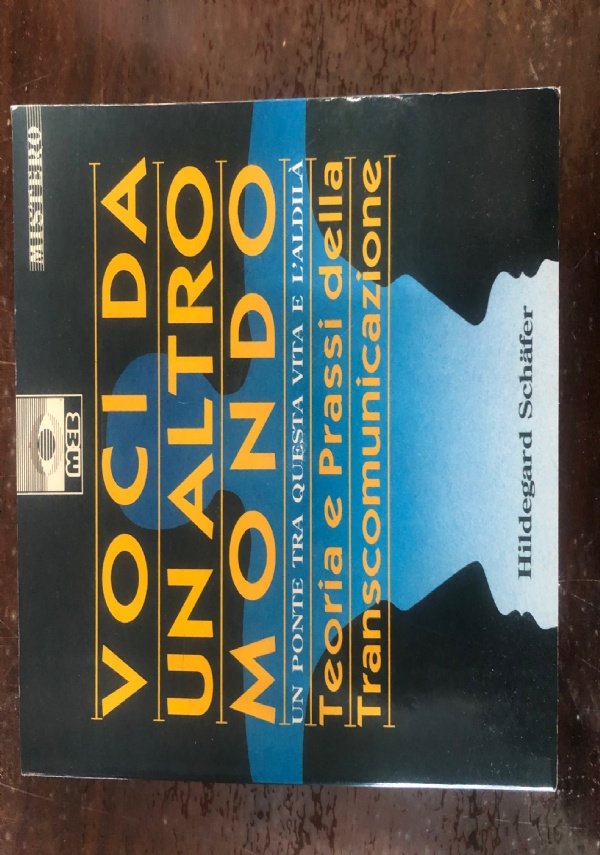 MISTERO
MEB
VOCI DA
UN ALTRO
MONDO
UN PONTE TRA QUESTA VITA E L'ALDILÀ
Teoria e Prassi della
Transcomunicazione
Hildegard Schäfer